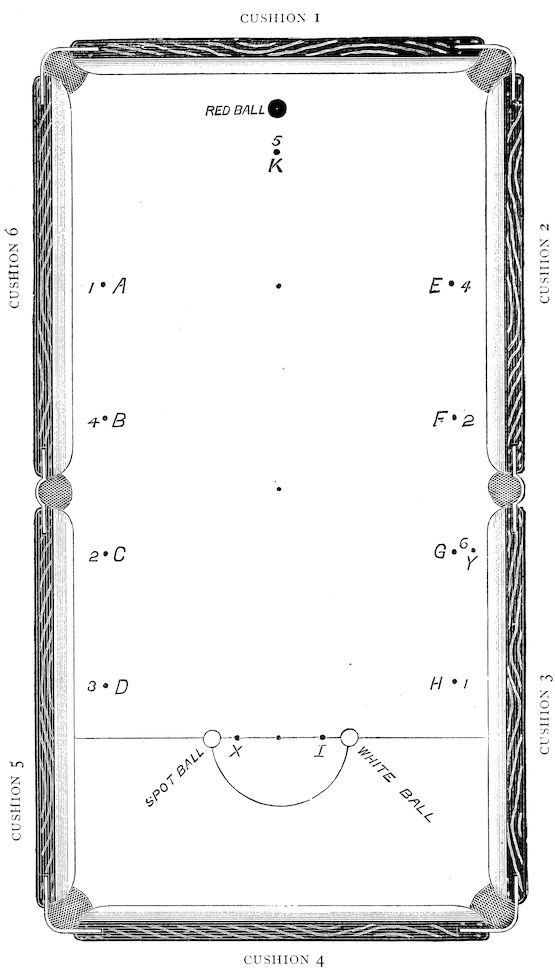 CUSHION 1
RED BALL
5
K
CUSHION 6
CUSHION 2
1 A
E 4
4 B
F 2
2 C
G 6
Y
3 D
H 1
X
I
SPOT BALL
WHITE BALL
CUSHION 5
CUSHION 3
CUSHION 4